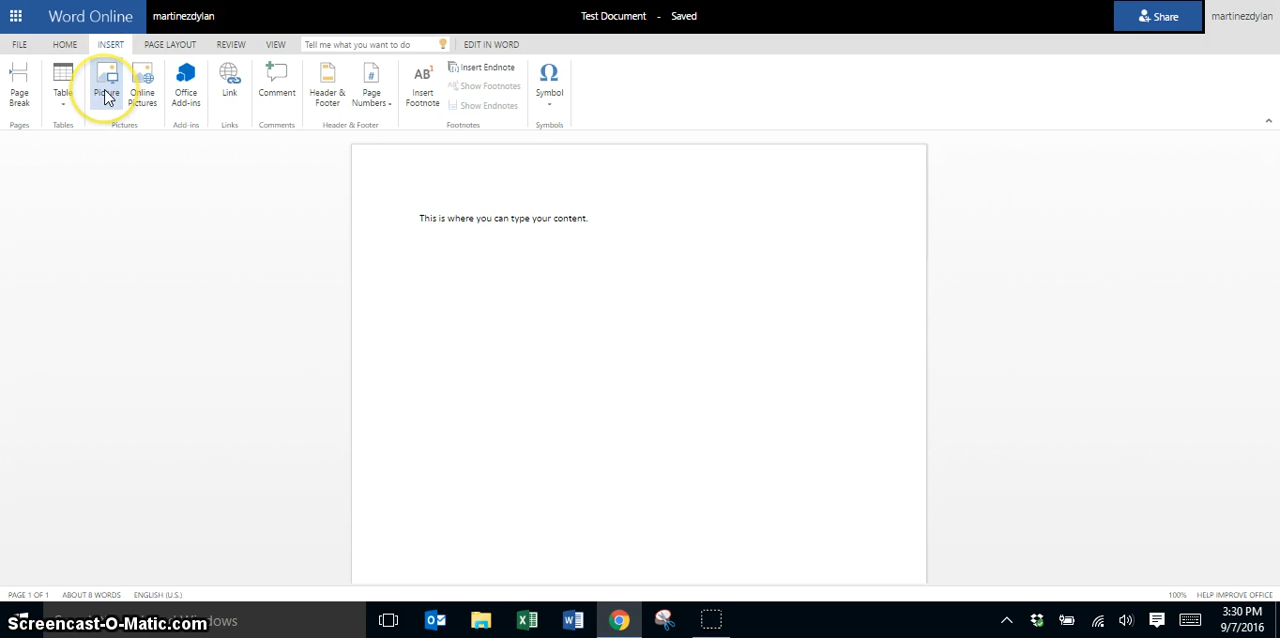 Word Online martinezdylan Test Document - Saved Share martinezdylan
FILE HOME INSERT PAGE LAYOUT REVIEW VIEW Tell me what you want to do EDIT IN WORD
Page Break
Table
Picture
Online Pictures
Office Add-ins
Link
Comment
Header & Footer
Page Numbers
AB1 Insert Footnote
Insert Endnote
Show Footnotes
Show Endnotes
Ω Symbol
Pages Tables Pictures Add-ins Links Comments Header & Footer Footnotes Symbols
This is where you can type your content.
PAGE 1 OF 1 ABOUT 8 WORDS ENGLISH (U.S.) 100% HELP IMPROVE OFFICE
Screencast-O-Matic.com
3:30 PM
9/7/2016